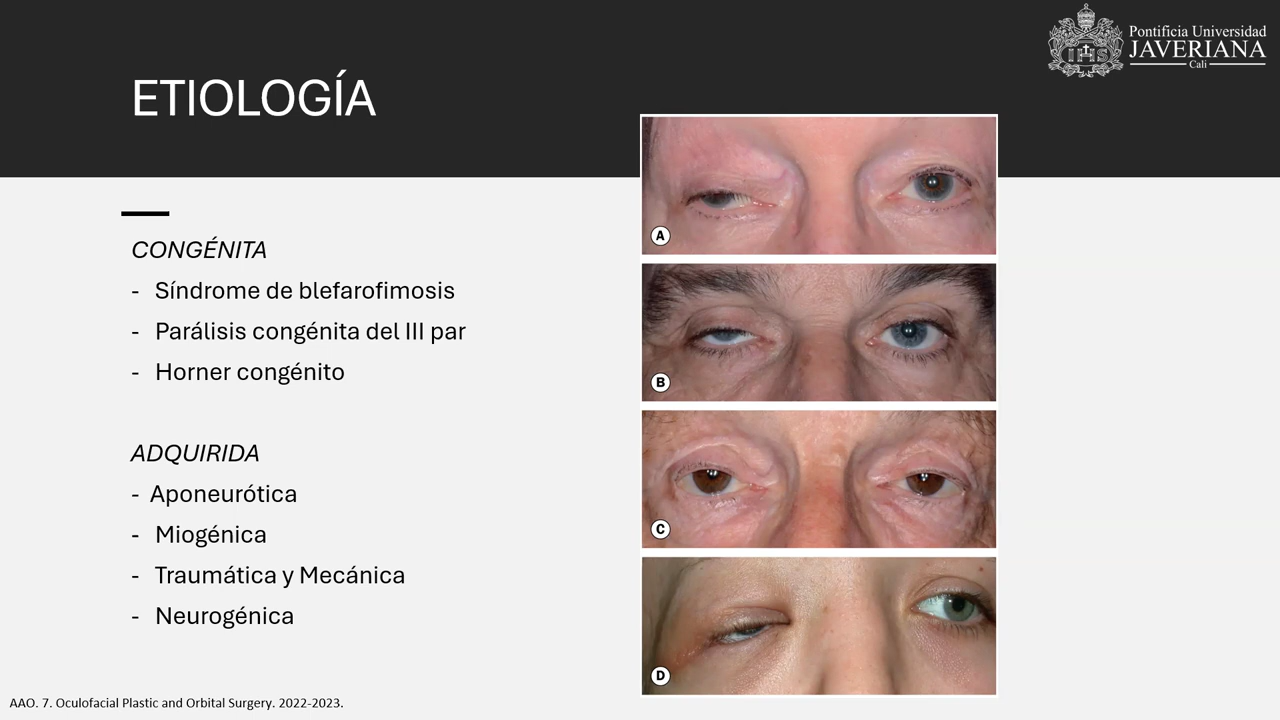 Pontificia Universidad
JAVERIANA
Cali
IHS
ETIOLOGÍA
CONGÉNITA
- Síndrome de blefarofimosis
- Parálisis congénita del III par
- Horner congénito
ADQUIRIDA
- Aponeurótica
- Miogénica
- Traumática y Mecánica
- Neurogénica
A
B
C
D
AAO. 7. Oculofacial Plastic and Orbital Surgery. 2022-2023.